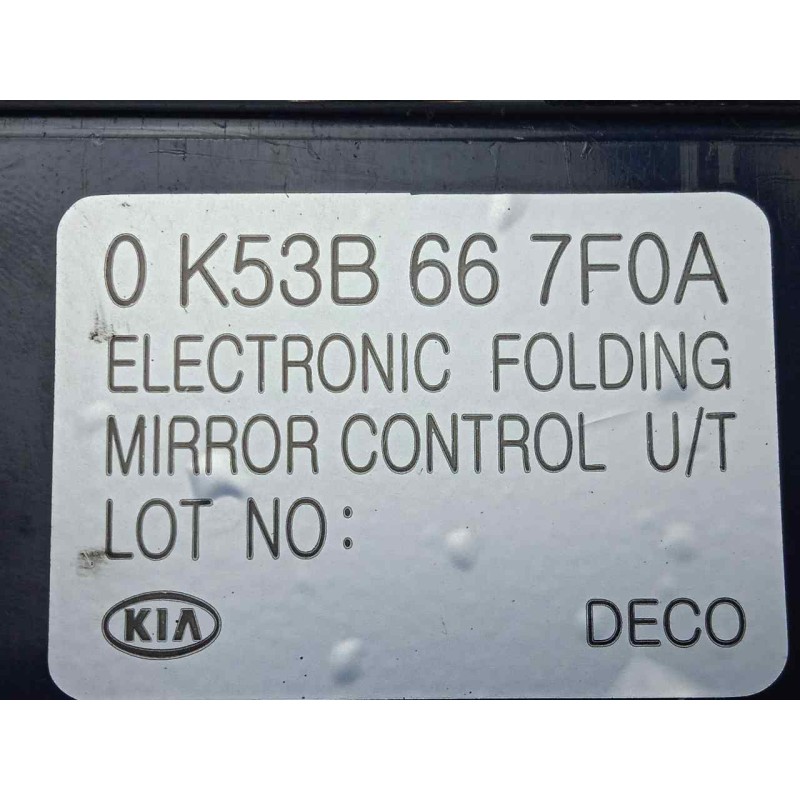 0 K53B 66 7F0A
ELECTRONIC FOLDING
MIRROR CONTROL U/T
LOT NO:
KIA DECO